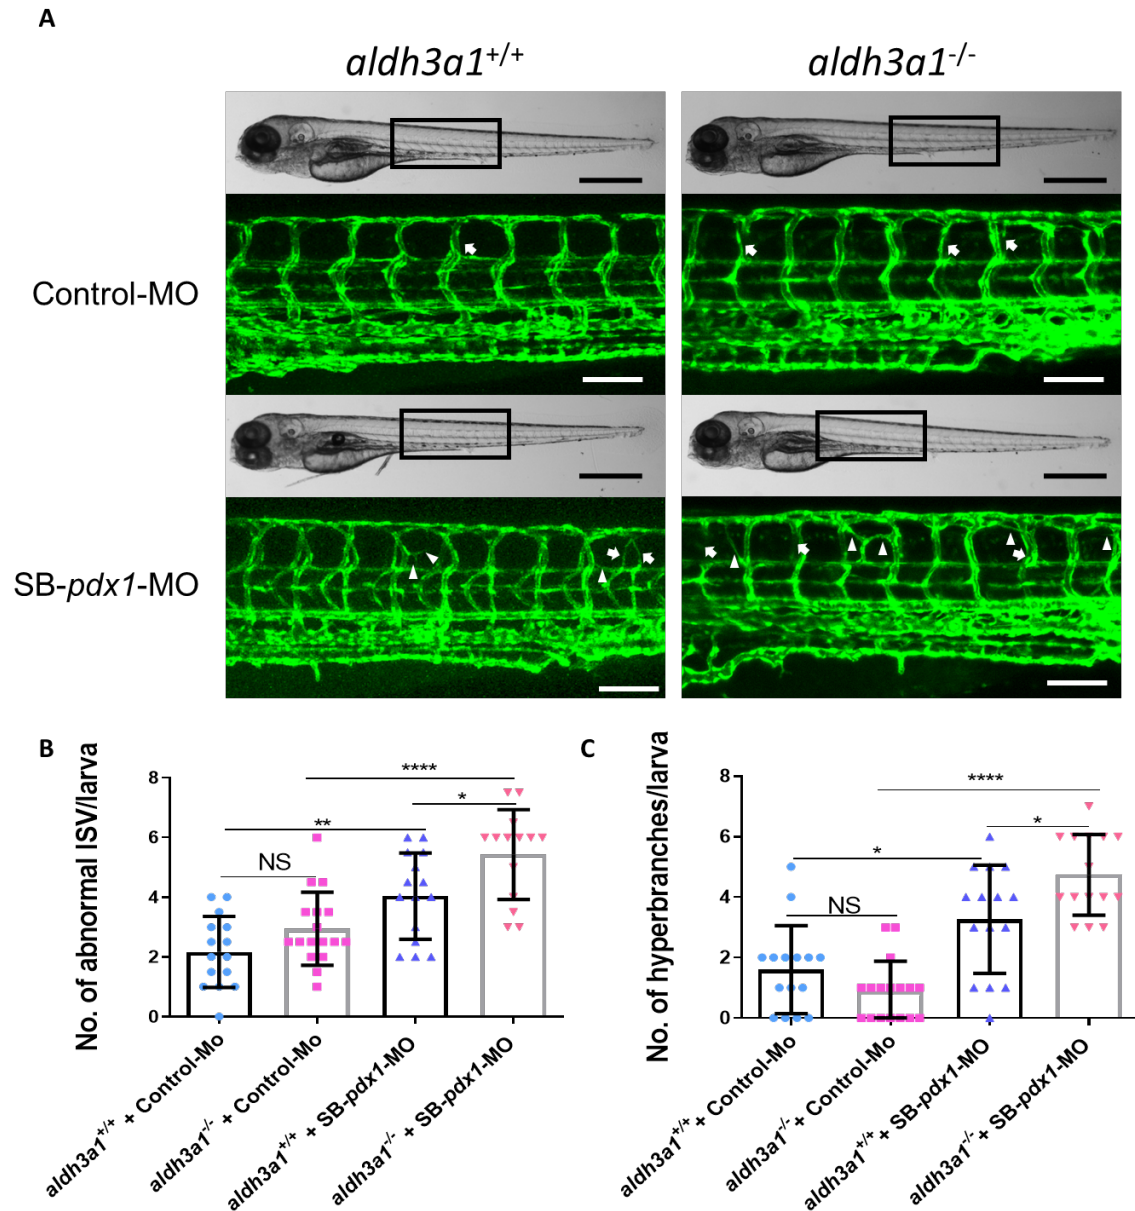 A
aldh3a1+/+
aldh3a1-/-
Control-MO
SB-pdx1-MO
B
No. of abnormal ISV/larva
8
6
4
2
0
****
*
**
NS
aldh3a1+/+ + Control-Mo
aldh3a1-/- + Control-Mo
aldh3a1+/+ + SB-pdx1-MO
aldh3a1-/- + SB-pdx1-MO
C
No. of hyperbranches/larva
8
6
4
2
0
****
*
*
NS
aldh3a1+/+ + Control-Mo
aldh3a1-/- + Control-Mo
aldh3a1+/+ + SB-pdx1-MO
aldh3a1-/- + SB-pdx1-MO